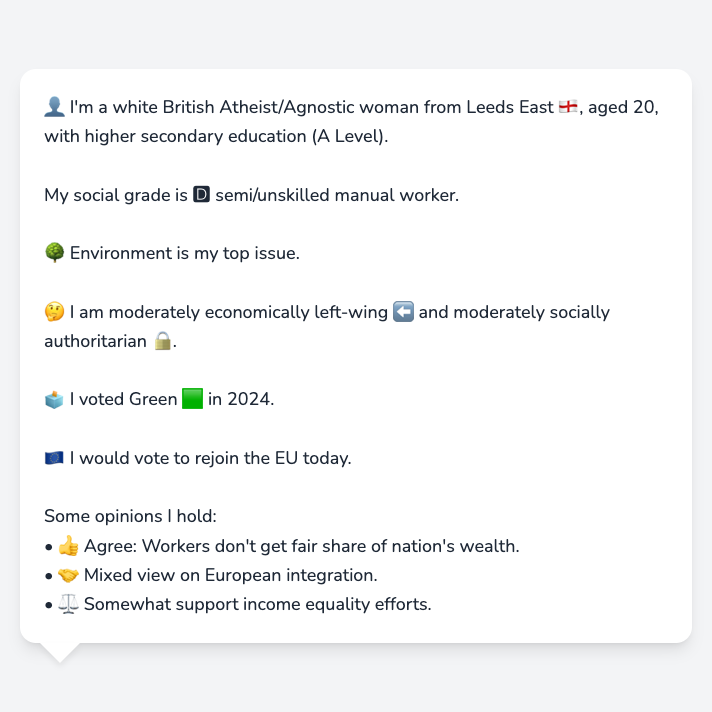 👤 I'm a white British Atheist/Agnostic woman from Leeds East 🏴󠁧󠁢󠁥󠁮󠁧󠁿, aged 20,
with higher secondary education (A Level).
My social grade is 🅳 semi/unskilled manual worker.
🌳 Environment is my top issue.
🤔 I am moderately economically left-wing ⬅️ and moderately socially
authoritarian 🔒.
🗳️ I voted Green 🟩 in 2024.
🇪🇺 I would vote to rejoin the EU today.
Some opinions I hold:
• 👍 Agree: Workers don't get fair share of nation's wealth.
• 🤝 Mixed view on European integration.
• ⚖️ Somewhat support income equality efforts.